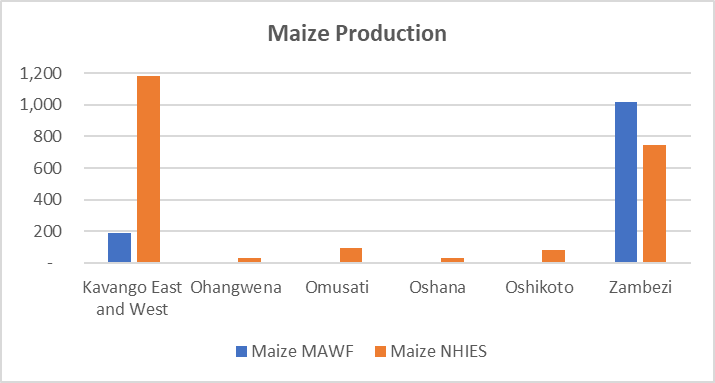 Maize Production
1,200
1,000
800
600
400
200
-
Kavango East
and West
Ohangwena
Omusati
Oshana
Oshikoto
Zambezi
Maize MAWF
Maize NHIES